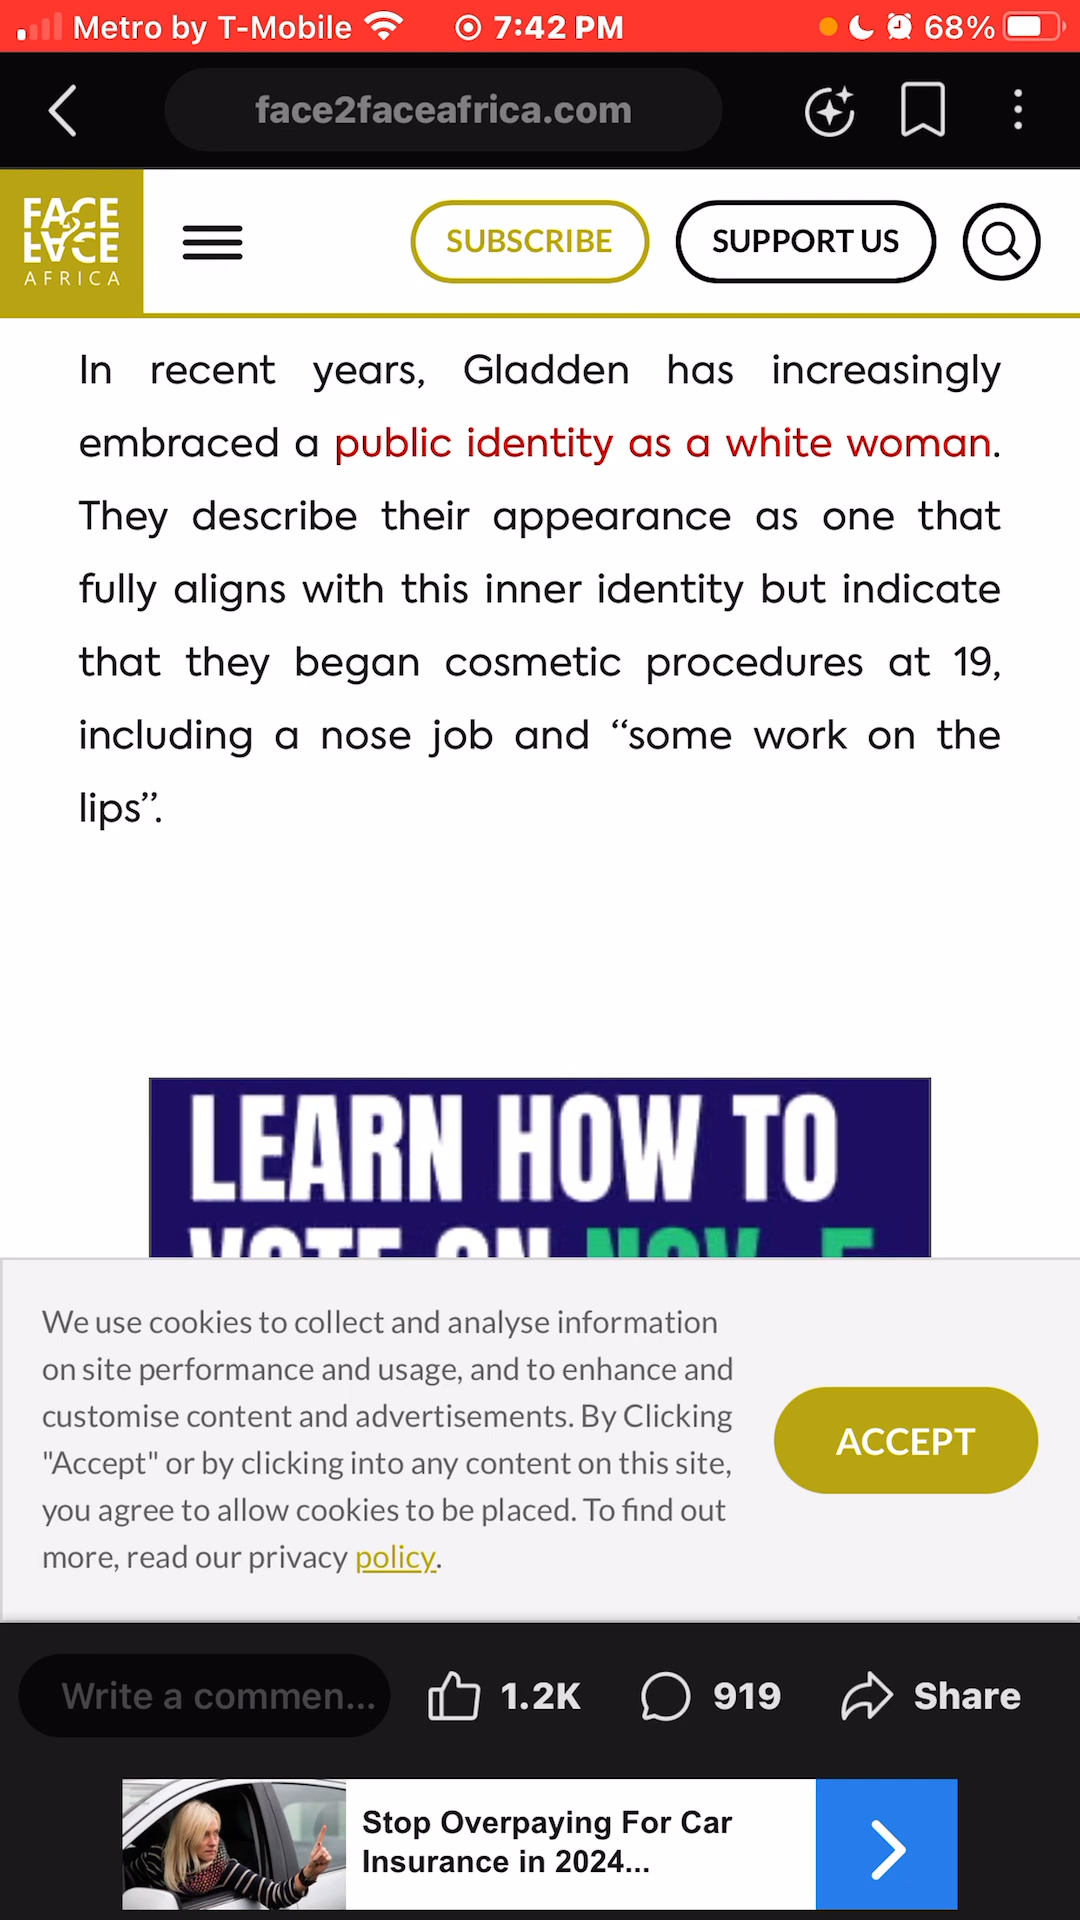 Metro by T-Mobile 7:42 PM 68%
face2faceafrica.com
FACE
2
FACE
AFRICA
SUBSCRIBE
SUPPORT US
In recent years, Gladden has increasingly
embraced a public identity as a white woman.
They describe their appearance as one that
fully aligns with this inner identity but indicate
that they began cosmetic procedures at 19,
including a nose job and “some work on the
lips”.
LEARN HOW TO
VOTE ON NOV. 5
We use cookies to collect and analyse information
on site performance and usage, and to enhance and
customise content and advertisements. By Clicking
"Accept" or by clicking into any content on this site,
you agree to allow cookies to be placed. To find out
more, read our privacy policy.
ACCEPT
Write a commen...
1.2K
919
Share
Stop Overpaying For Car
Insurance in 2024...